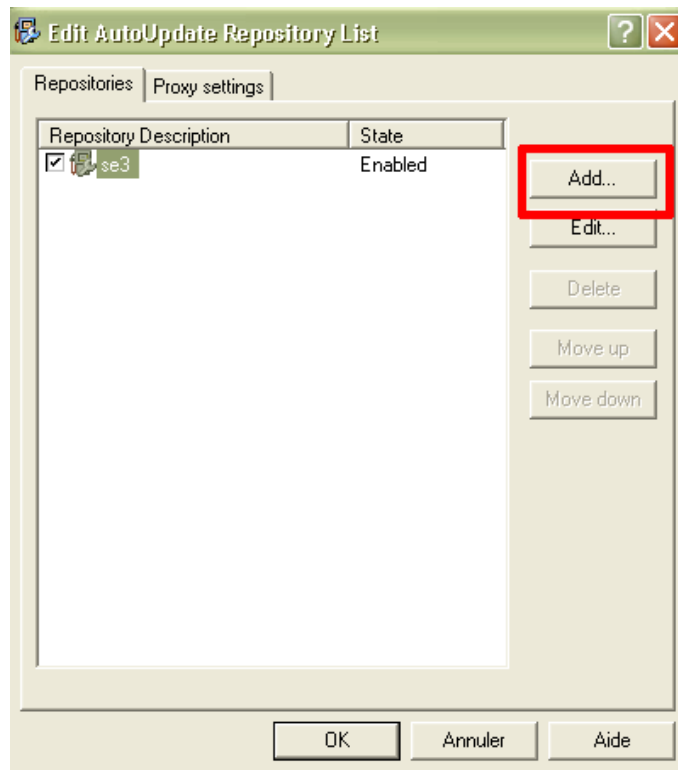 Edit AutoUpdate Repository List
Repositories Proxy settings
Repository Description State
se3 Enabled
Add...
Edit...
Delete
Move up
Move down
OK Annuler Aide